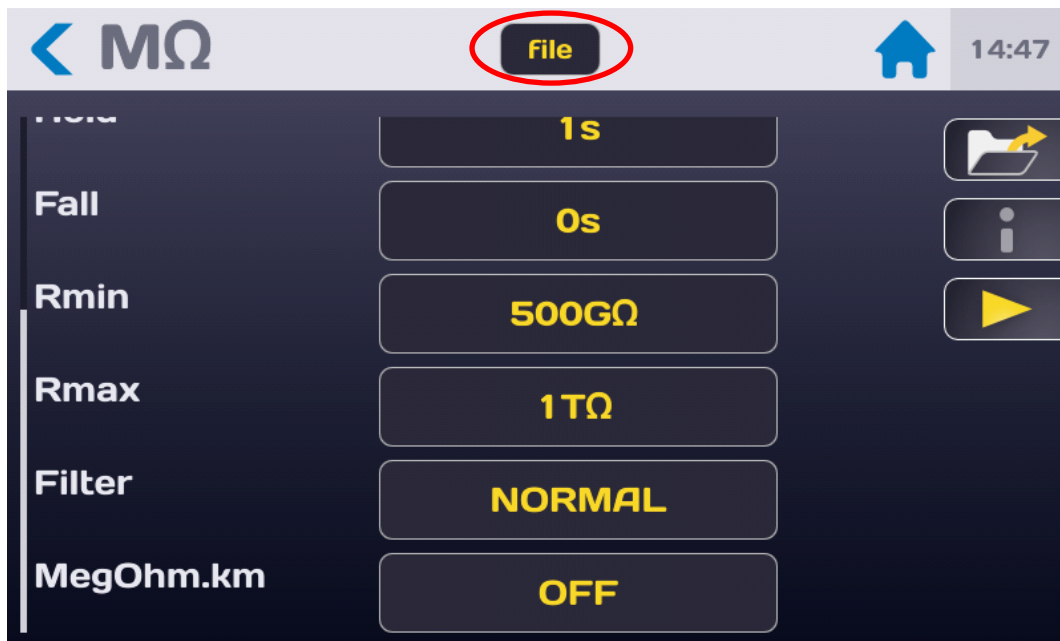 MΩ
file
14:47
1s
Fall
0s
Rmin
500GΩ
Rmax
1TΩ
Filter
NORMAL
MegOhm.km
OFF